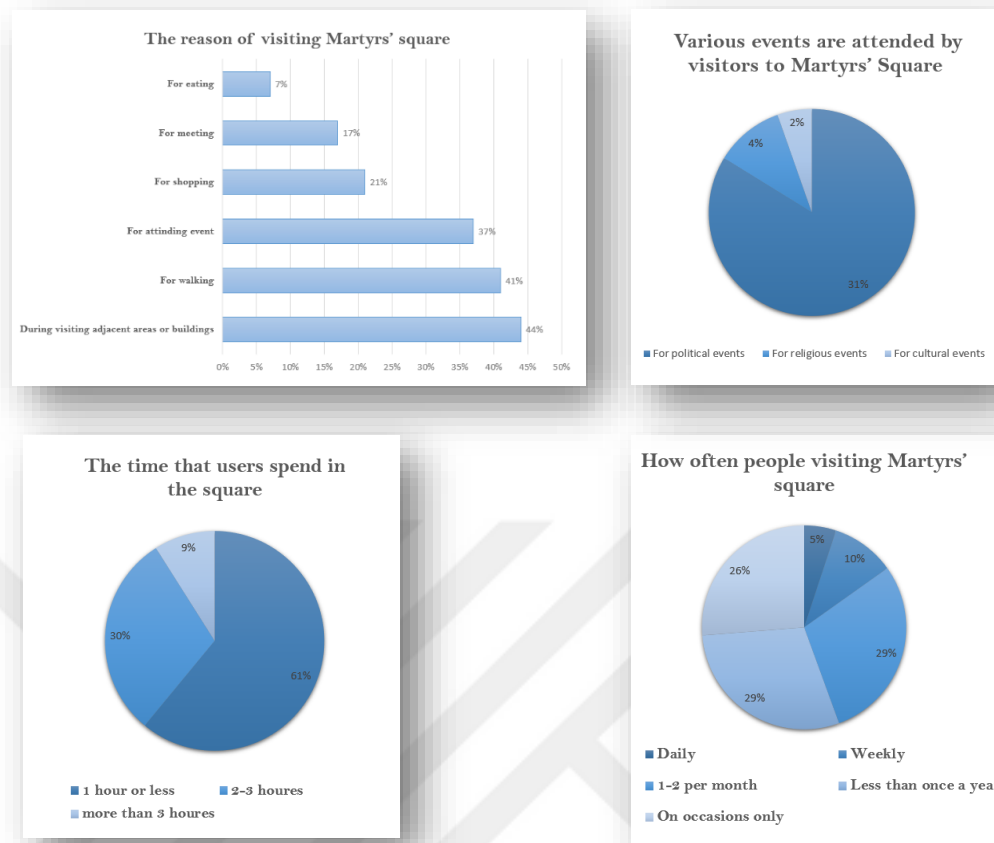 The reason of visiting Martyrs' square
For eating
7%
For meeting
17%
For shopping
21%
For attinding event
37%
For walking
41%
During visiting adjacent areas or buildings
44%
0% 5% 10% 15% 20% 25% 30% 35% 40% 45% 50%
Various events are attended by
visitors to Martyrs' Square
2%
4%
31%
For political events For religious events For cultural events
The time that users spend in
the square
9%
30%
61%
1 hour or less 2-3 houres
more than 3 houres
How often people visiting Martyrs'
square
5%
10%
26%
29%
29%
Daily Weekly
1-2 per month Less than once a yea
On occasions only